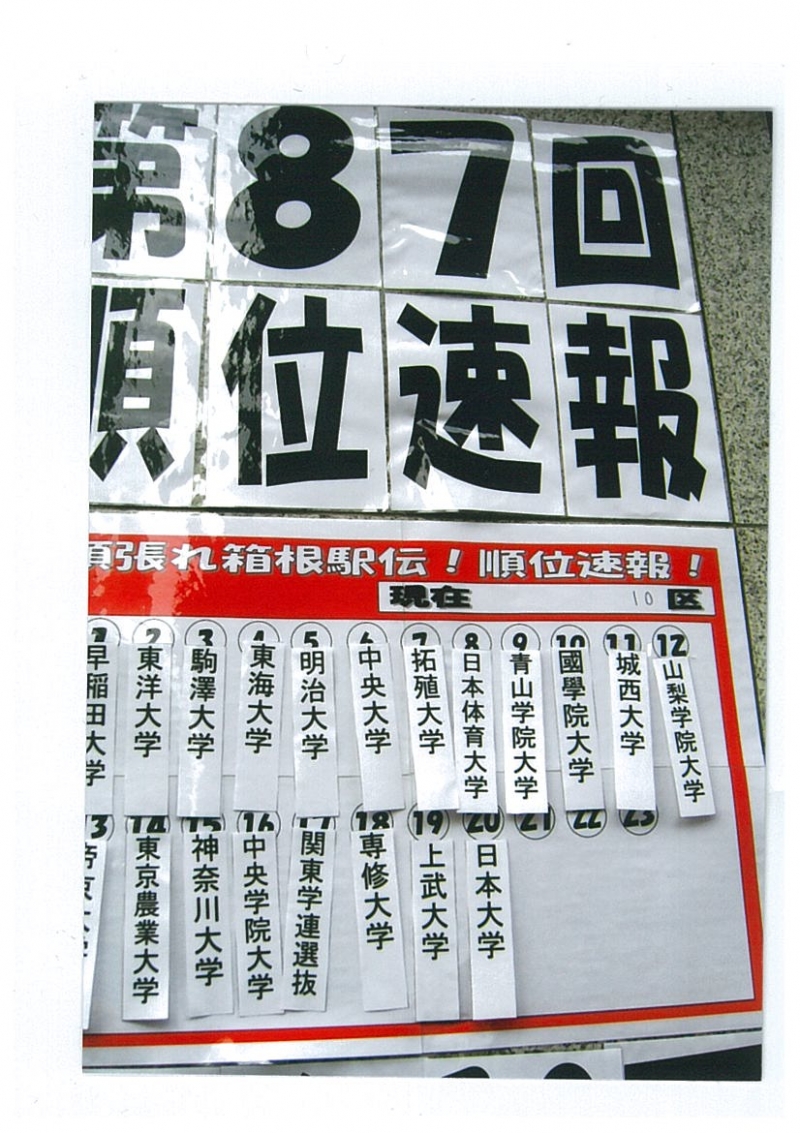 第87回
順位速報
頑張れ箱根駅伝！順位速報！
現在 10 区
1 早稲田大学
2 東洋大学
3 駒澤大学
4 東海大学
5 明治大学
6 中央大学
7 拓殖大学
8 日本体育大学
9 青山学院大学
10 國學院大学
11 城西大学
12 山梨学院大学
13 帝京大学
14 東京農業大学
15 神奈川大学
16 中央学院大学
17 関東学連選抜
18 専修大学
19 上武大学
20 日本大学
21
22
23